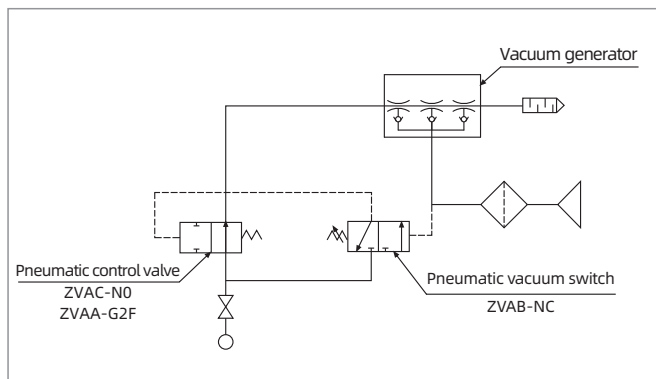 Vacuum generator
Pneumatic control valve
ZVAC-N0
ZVAA-G2F
Pneumatic vacuum switch
ZVAB-NC